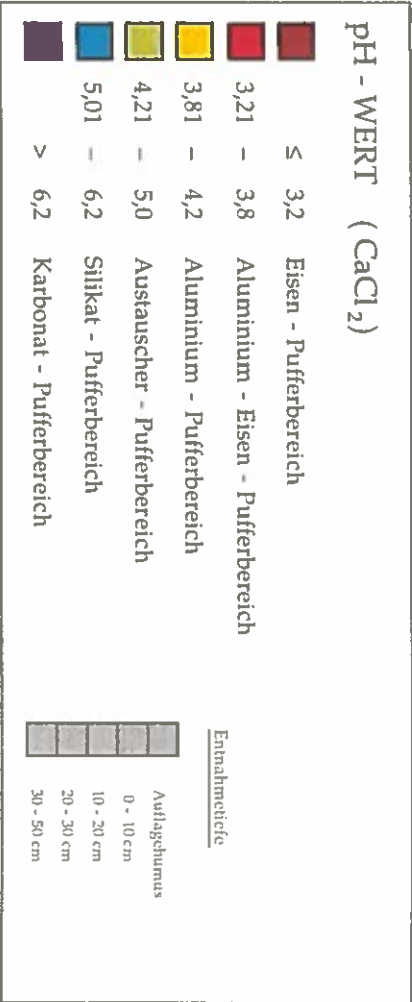 pH - WERT (CaCl₂)
≤ 3,2 Eisen - Pufferbereich
3,21 - 3,8 Aluminium - Eisen - Pufferbereich
3,81 - 4,2 Aluminium - Pufferbereich
4,21 - 5,0 Austauscher - Pufferbereich
5,01 - 6,2 Silikat - Pufferbereich
> 6,2 Karbonat - Pufferbereich
Entnahmetiefe
Auflagehumus
0 - 10 cm
10 - 20 cm
20 - 30 cm
30 - 50 cm